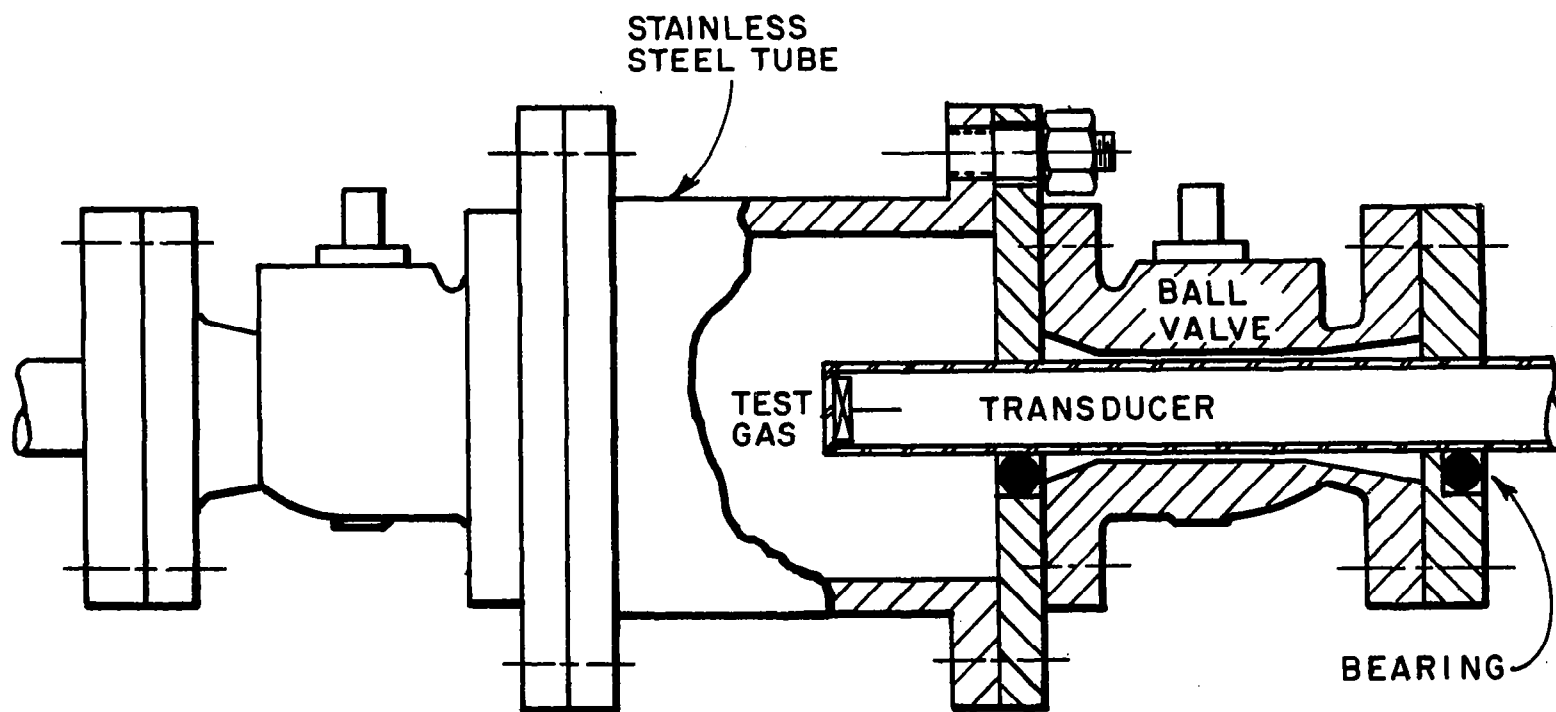 STAINLESS
STEEL TUBE
BALL
VALVE
TEST
GAS
TRANSDUCER
BEARING